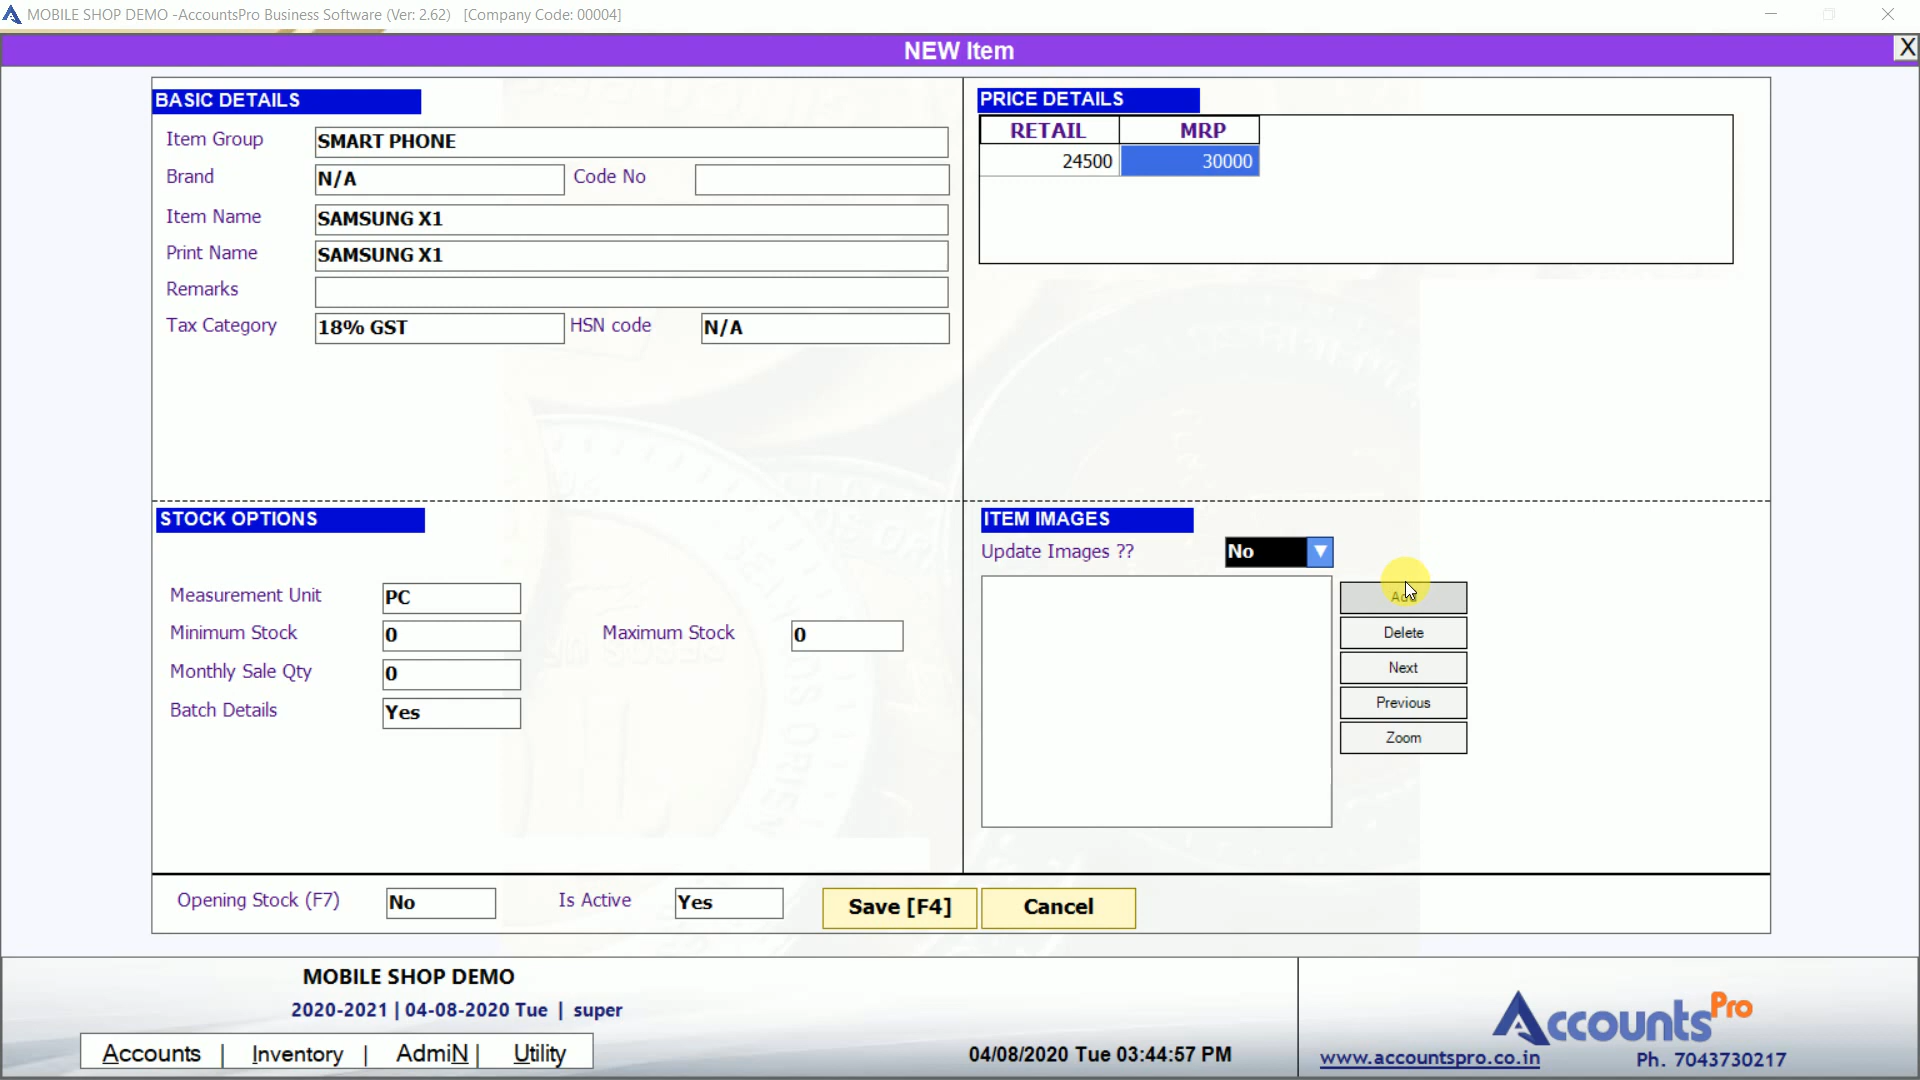 MOBILE SHOP DEMO -AccountsPro Business Software (Ver: 2.62) [Company Code: 00004]
NEW Item
X
BASIC DETAILS
Item Group SMART PHONE
Brand N/A Code No
Item Name SAMSUNG X1
Print Name SAMSUNG X1
Remarks
Tax Category 18% GST HSN code N/A
PRICE DETAILS
RETAIL MRP
24500 30000
STOCK OPTIONS
Measurement Unit PC
Minimum Stock 0 Maximum Stock 0
Monthly Sale Qty 0
Batch Details Yes
ITEM IMAGES
Update Images ?? No
Delete
Next
Previous
Zoom
Opening Stock (F7) No Is Active Yes Save [F4] Cancel
MOBILE SHOP DEMO
2020-2021 | 04-08-2020 Tue | super
Accounts | Inventory | AdmiN | Utility
04/08/2020 Tue 03:44:57 PM
Accounts Pro
www.accountspro.co.in Ph. 7043730217